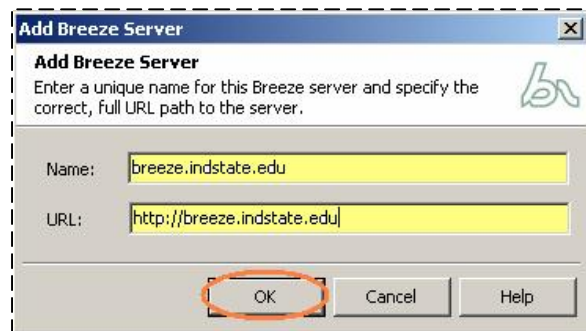 Add Breeze Server
Add Breeze Server
Enter a unique name for this Breeze server and specify the
correct, full URL path to the server.
Name: breeze.indstate.edu
URL: http://breeze.indstate.edu
OK Cancel Help